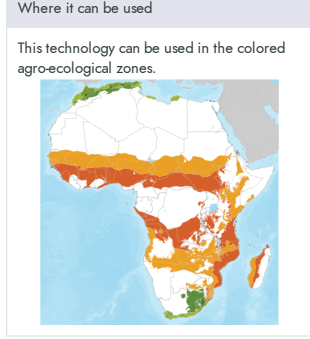 Where it can be used
This technology can be used in the colored
agro-ecological zones.